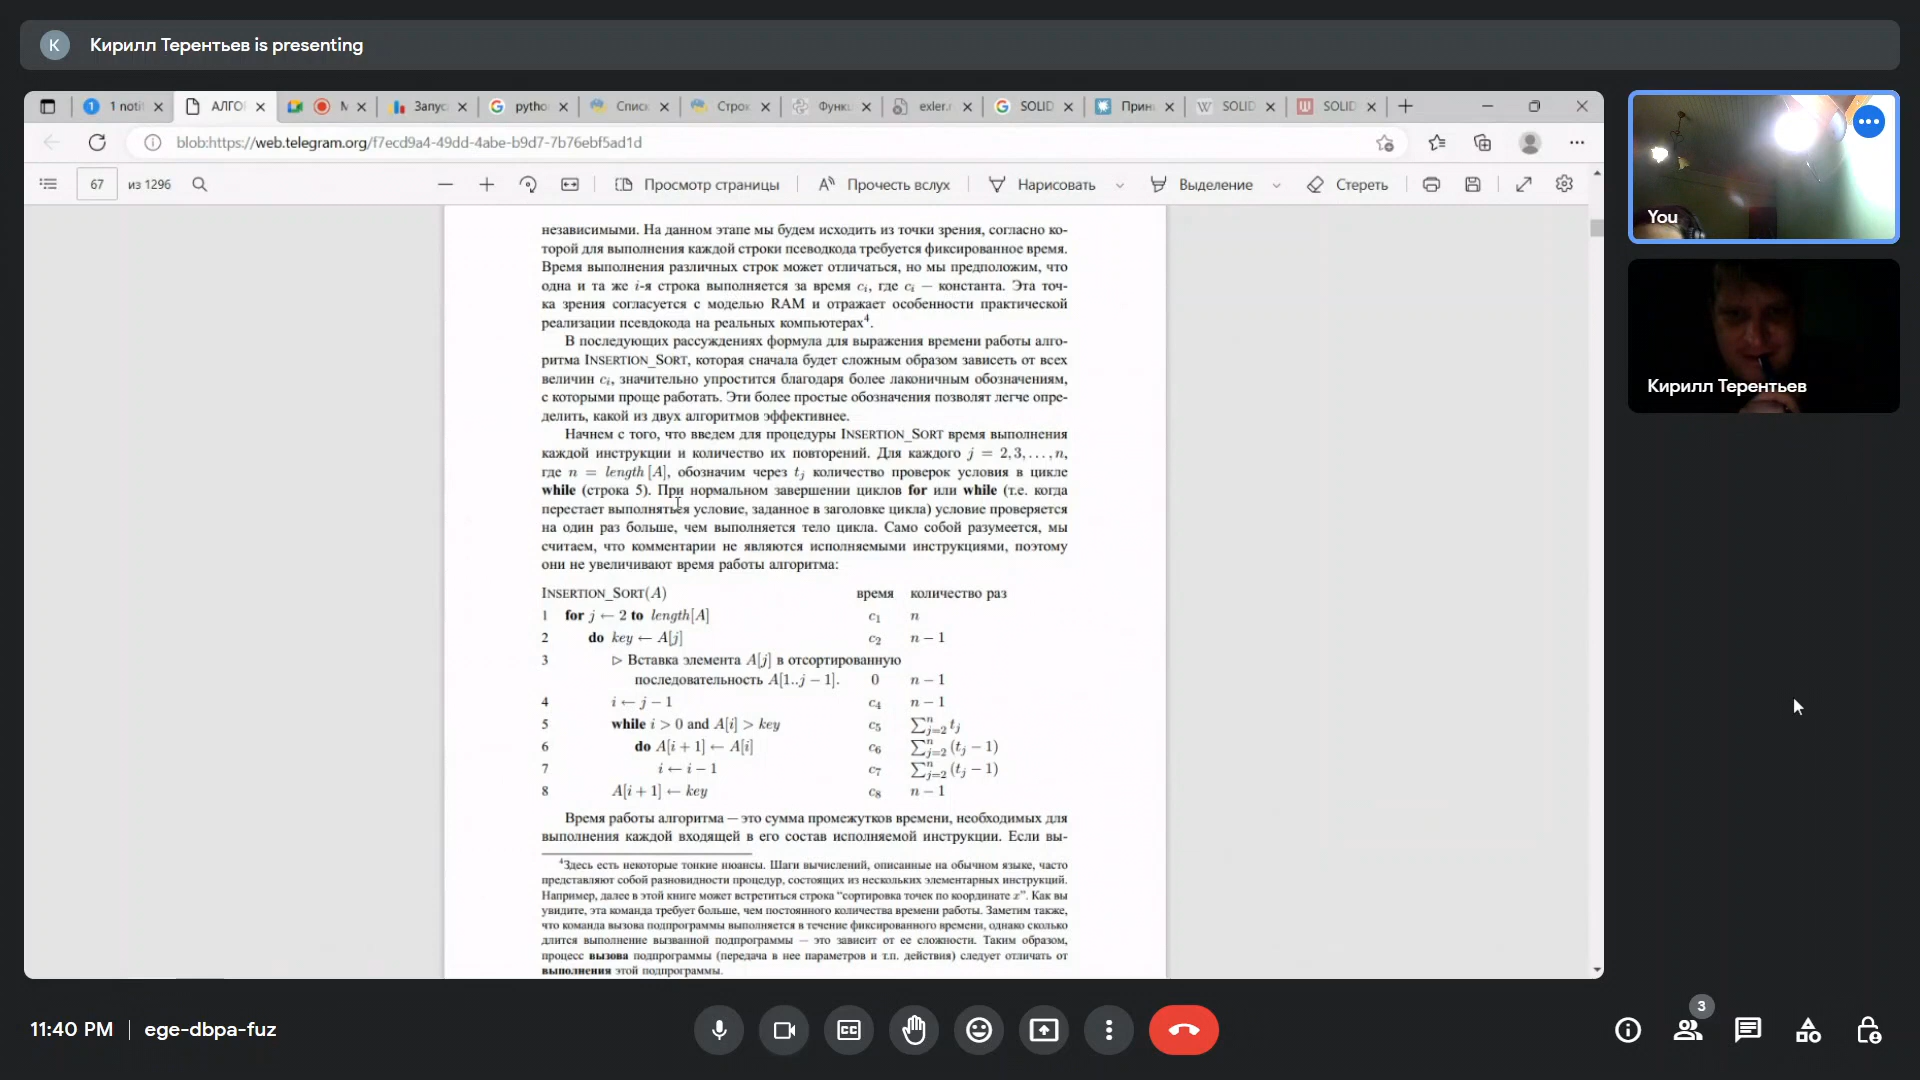 K Кирилл Терентьев is presenting
1 1 noti АЛГО М Запус pytho Списк Строк Функц exler.r SOLID Прин W SOLID SOLID
blob:https://web.telegram.org/f7ecd9a4-49dd-4abe-b9d7-7b76ebf5ad1d
67 из 1296 Просмотр страницы Прочесть вслух Нарисовать Выделение Стереть
независимыми. На данном этапе мы будем исходить из точки зрения, согласно ко-
торой для выполнения каждой строки псевдокода требуется фиксированное время.
Время выполнения различных строк может отличаться, но мы предположим, что
одна и та же i-я строка выполняется за время cᵢ, где cᵢ — константа. Эта точ-
ка зрения согласуется с моделью RAM и отражает особенности практической
реализации псевдокода на реальных компьютерах⁴.
В последующих рассуждениях формула для выражения времени работы алго-
ритма INSERTION_SORT, которая сначала будет сложным образом зависеть от всех
величин cᵢ, значительно упростится благодаря более лаконичным обозначениям,
с которыми проще работать. Эти более простые обозначения позволят легче опре-
делить, какой из двух алгоритмов эффективнее.
Начнем с того, что введем для процедуры INSERTION_SORT время выполнения
каждой инструкции и количество их повторений. Для каждого j = 2, 3, . . . , n,
где n = length [A], обозначим через tⱼ количество проверок условия в цикле
while (строка 5). При нормальном завершении циклов for или while (т.е. когда
перестает выполняться условие, заданное в заголовке цикла) условие проверяется
на один раз больше, чем выполняется тело цикла. Само собой разумеется, мы
считаем, что комментарии не являются исполняемыми инструкциями, поэтому
они не увеличивают время работы алгоритма:
INSERTION_SORT(A) время количество раз
1 for j ← 2 to length[A] c₁ n
2 do key ← A[j] c₂ n − 1
3 ▷ Вставка элемента A[j] в отсортированную
последовательность A[1..j − 1]. 0 n − 1
4 i ← j − 1 c₄ n − 1
5 while i > 0 and A[i] > key c₅ ∑ⁿⱼ₌₂ tⱼ
6 do A[i + 1] ← A[i] c₆ ∑ⁿⱼ₌₂ (tⱼ − 1)
7 i ← i − 1 c₇ ∑ⁿⱼ₌₂ (tⱼ − 1)
8 A[i + 1] ← key c₈ n − 1
Время работы алгоритма — это сумма промежутков времени, необходимых для
выполнения каждой входящей в его состав исполняемой инструкции. Если вы-
⁴Здесь есть некоторые тонкие нюансы. Шаги вычислений, описанные на обычном языке, часто
представляют собой разновидности процедур, состоящих из нескольких элементарных инструкций.
Например, далее в этой книге может встретиться строка “сортировка точек по координате x”. Как вы
увидите, эта команда требует больше, чем постоянного количества времени работы. Заметим также,
что команда вызова подпрограммы выполняется в течение фиксированного времени, однако сколько
длится выполнение вызванной подпрограммы — это зависит от ее сложности. Таким образом,
процесс вызова подпрограммы (передача в нее параметров и т.п. действия) следует отличать от
выполнения этой подпрограммы.
You
Кирилл Терентьев
11:40 PM ege-dbpa-fuz
CC
3